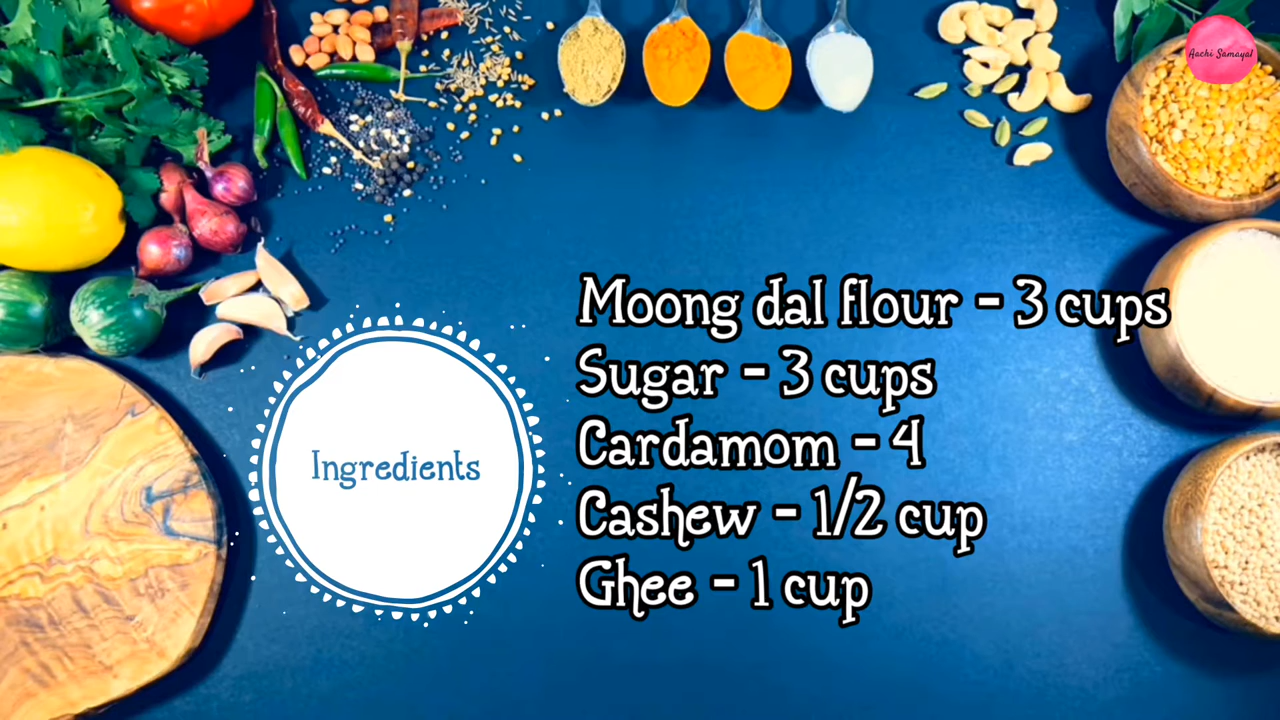 Aachi Samayal
Ingredients
Moong dal flour - 3 cups
Sugar - 3 cups
Cardamom - 4
Cashew - 1/2 cup
Ghee - 1 cup